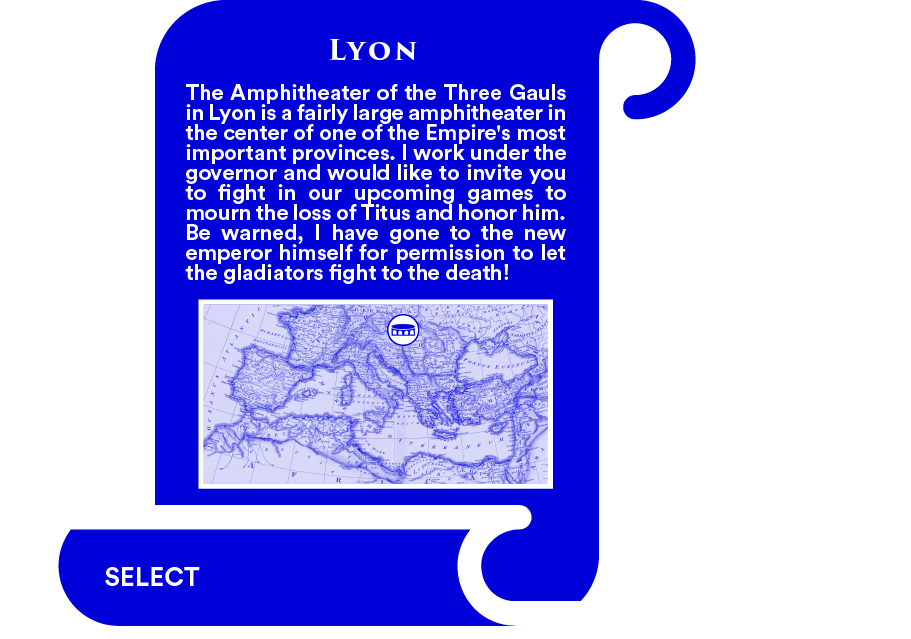 LYON
The Amphitheater of the Three Gauls
in Lyon is a fairly large amphitheater in
the center of one of the Empire's most
important provinces. I work under the
governor and would like to invite you
to fight in our upcoming games to
mourn the loss of Titus and honor him.
Be warned, I have gone to the new
emperor himself for permission to let
the gladiators fight to the death!
SELECT